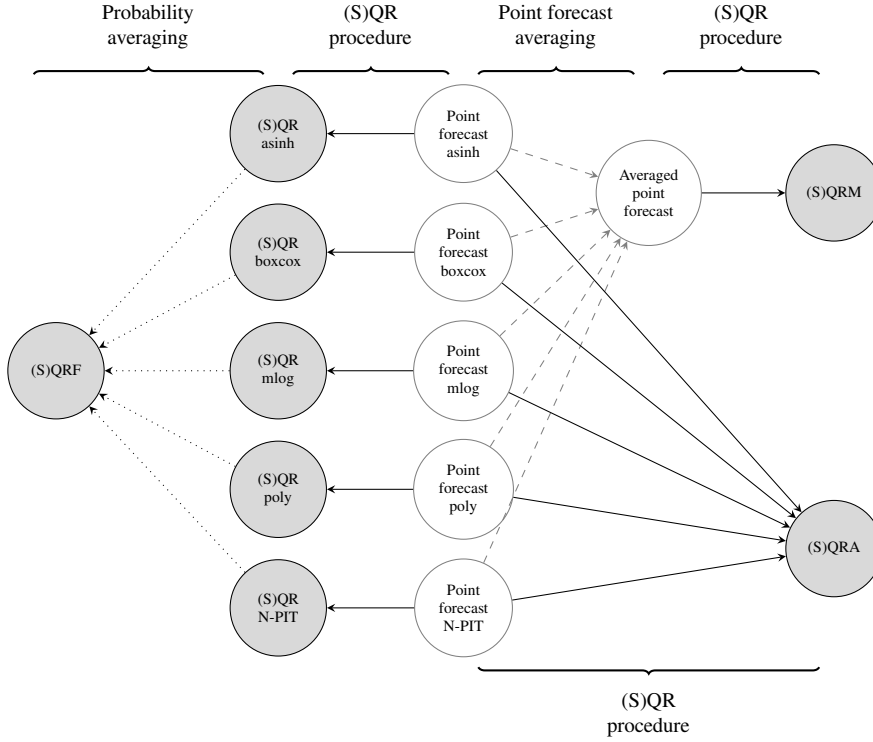 Probability
averaging
(S)QR
procedure
Point forecast
averaging
(S)QR
procedure
(S)QR
asinh
Point
forecast
asinh
Averaged
point
forecast
(S)QRM
(S)QR
boxcox
Point
forecast
boxcox
(S)QRF
(S)QR
mlog
Point
forecast
mlog
(S)QR
poly
Point
forecast
poly
(S)QRA
(S)QR
N-PIT
Point
forecast
N-PIT
(S)QR
procedure